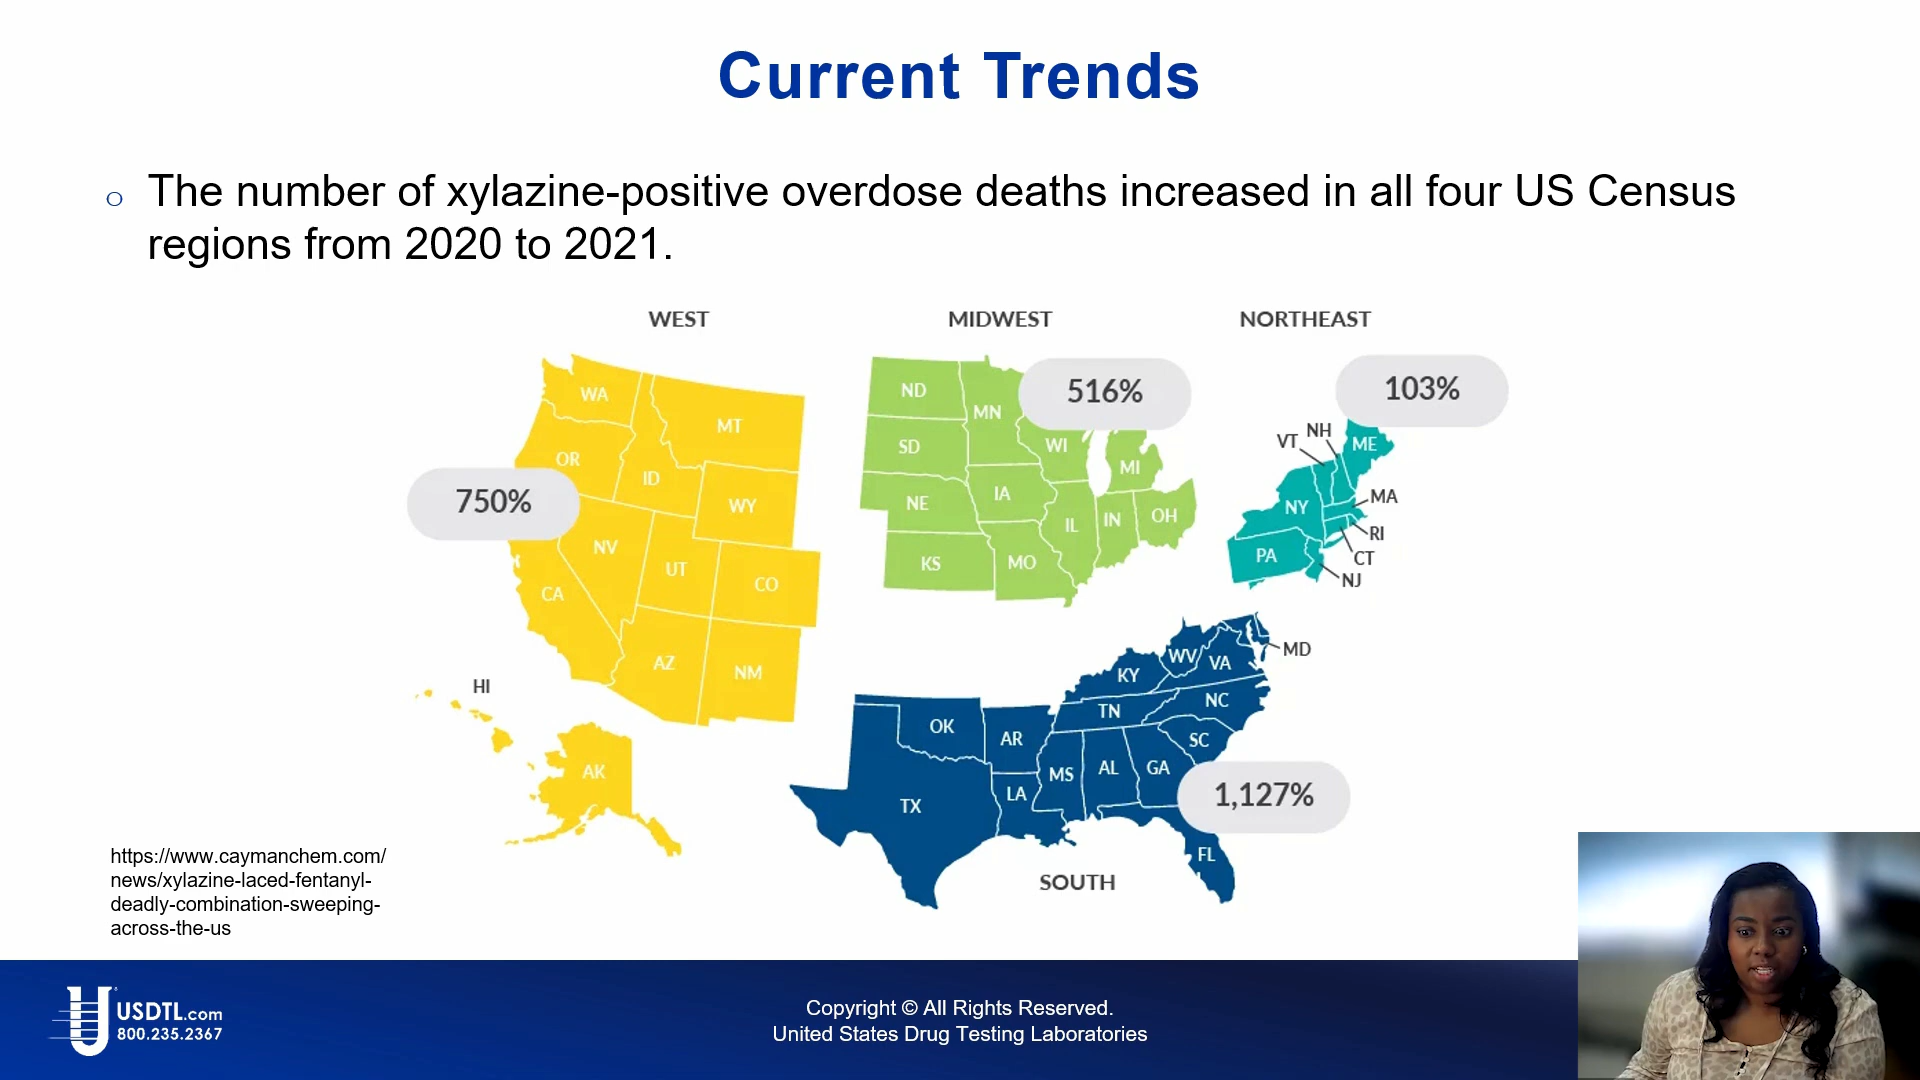 Current Trends
The number of xylazine-positive overdose deaths increased in all four US Census
regions from 2020 to 2021.
WEST
MIDWEST
NORTHEAST
WA
MT
OR
ID
WY
750%
NV
UT
CO
CA
AZ
NM
HI
AK
516%
ND
MN
SD
WI
MI
NE
IA
IL
IN
OH
KS
MO
103%
VT
NH
ME
NY
MA
RI
PA
CT
NJ
MD
WV
VA
KY
NC
TN
OK
AR
SC
MS
AL
GA
TX
LA
1,127%
FL
SOUTH
https://www.caymanchem.com/
news/xylazine-laced-fentanyl-
deadly-combination-sweeping-
across-the-us
USDTL.com
800.235.2367
Copyright © All Rights Reserved.
United States Drug Testing Laboratories